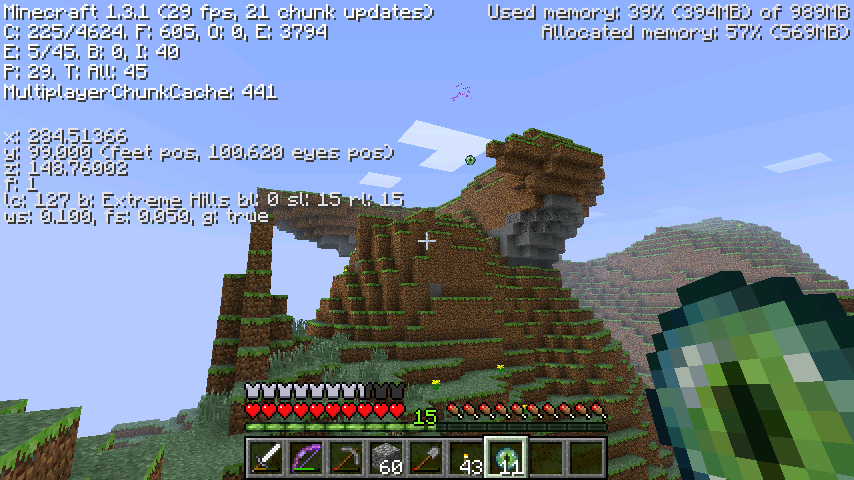 Minecraft 1.3.1 (29 fps, 21 chunk updates)
C: 225/4624, F: 605, O: 0, E: 3794
E: 5/45, B: 0, I: 40
P: 29, T: All: 45
MultiplayerChunkCache: 441
Used memory: 39% (394MB) of 989MB
Allocated memory: 57% (569MB)
x: 284.51366
y: 99.000 (feet pos, 100.620 eyes pos)
z: 148.76002
f: 1
lc: 127 b: Extreme Hills bl: 0 sl: 15 rl: 15
ws: 0.100, fs: 0.050, g: true
15
60 43 11